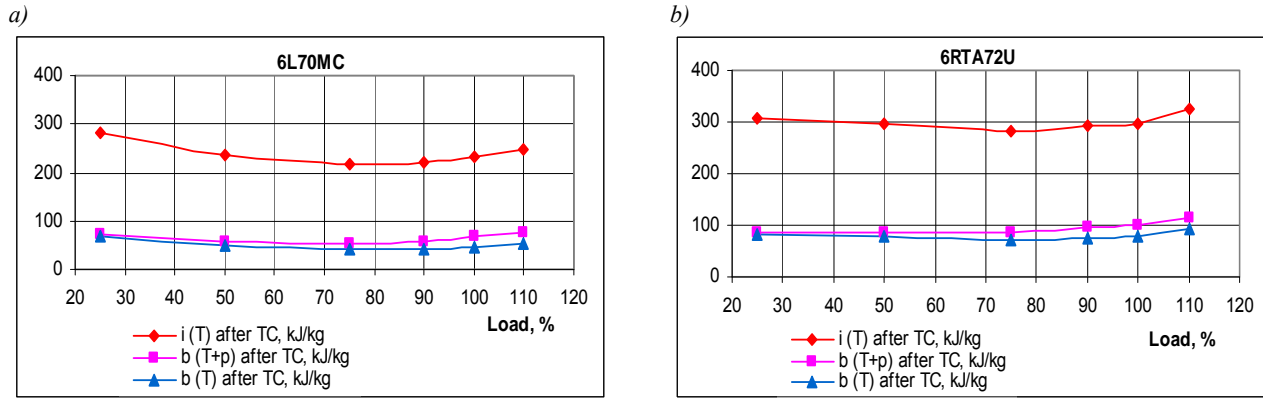 a)
6L70MC
400
300
200
100
0
20 30 40 50 60 70 80 90 100 110 120
Load, %
i (T) after TC, kJ/kg
b (T+p) after TC, kJ/kg
b (T) after TC, kJ/kg
b)
6RTA72U
400
300
200
100
0
20 30 40 50 60 70 80 90 100 110 120
Load, %
i (T) after TC, kJ/kg
b (T+p) after TC, kJ/kg
b (T) after TC, kJ/kg